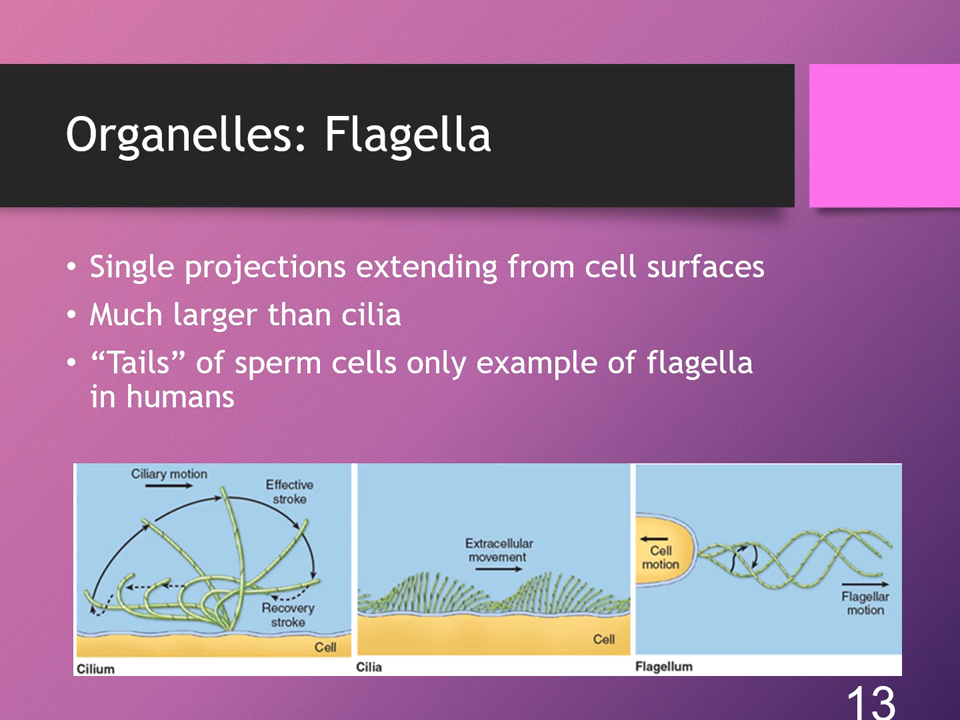 Organelles: Flagella
• Single projections extending from cell surfaces
• Much larger than cilia
• “Tails” of sperm cells only example of flagella
in humans
Ciliary motion
Effective
stroke
Recovery
stroke
Cell
Cilium
Extracellular
movement
Cell
Cilia
Cell
motion
Flagellar
motion
Flagellum
13